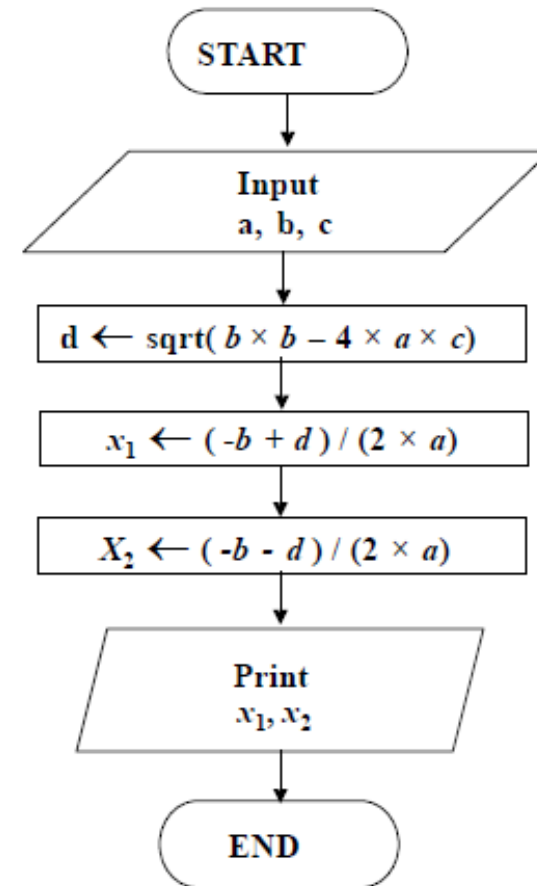 START
Input
a, b, c
d ← sqrt( b × b – 4 × a × c)
x₁ ← ( -b + d ) / (2 × a)
X₂ ← ( -b - d ) / (2 × a)
Print
x₁, x₂
END